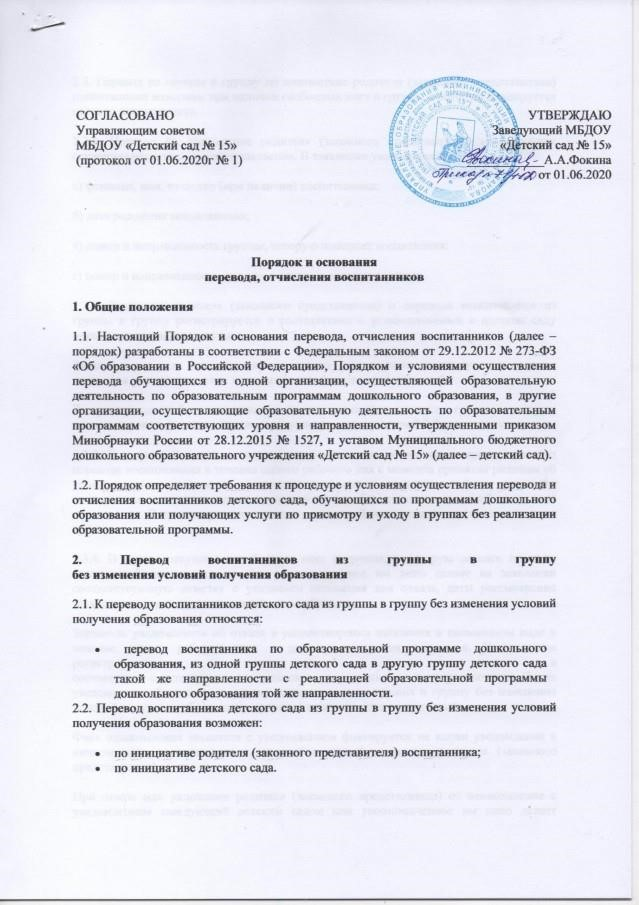 СОГЛАСОВАНО
Управляющим советом
МБДОУ «Детский сад № 15»
(протокол от 01.06.2020г № 1)
УТВЕРЖДАЮ
Заведующий МБДОУ
«Детский сад № 15»
А.А.Фокина
от 01.06.2020
Порядок и основания
перевода, отчисления воспитанников
1. Общие положения
1.1. Настоящий Порядок и основания перевода, отчисления воспитанников (далее –
порядок) разработаны в соответствии с Федеральным законом от 29.12.2012 № 273-ФЗ
«Об образовании в Российской Федерации», Порядком и условиями осуществления
перевода обучающихся из одной организации, осуществляющей образовательную
деятельность по образовательным программам дошкольного образования, в другие
организации, осуществляющие образовательную деятельность по образовательным
программам соответствующих уровня и направленности, утвержденными приказом
Минобрнауки России от 28.12.2015 № 1527, и уставом Муниципального бюджетного
дошкольного образовательного учреждения «Детский сад № 15» (далее – детский сад).
1.2. Порядок определяет требования к процедуре и условиям осуществления перевода и
отчисления воспитанников детского сада, обучающихся по программам дошкольного
образования или получающих услуги по присмотру и уходу в группах без реализации
образовательной программы.
2. Перевод воспитанников из группы в группу
без изменения условий получения образования
2.1. К переводу воспитанников детского сада из группы в группу без изменения условий
получения образования относятся:
• перевод воспитанника по образовательной программе дошкольного
образования, из одной группы детского сада в другую группу детского сада
такой же направленности с реализацией образовательной программы
дошкольного образования той же направленности.
2.2. Перевод воспитанника детского сада из группы в группу без изменения условий
получения образования возможен:
• по инициативе родителя (законного представителя) воспитанника;
• по инициативе детского сада.